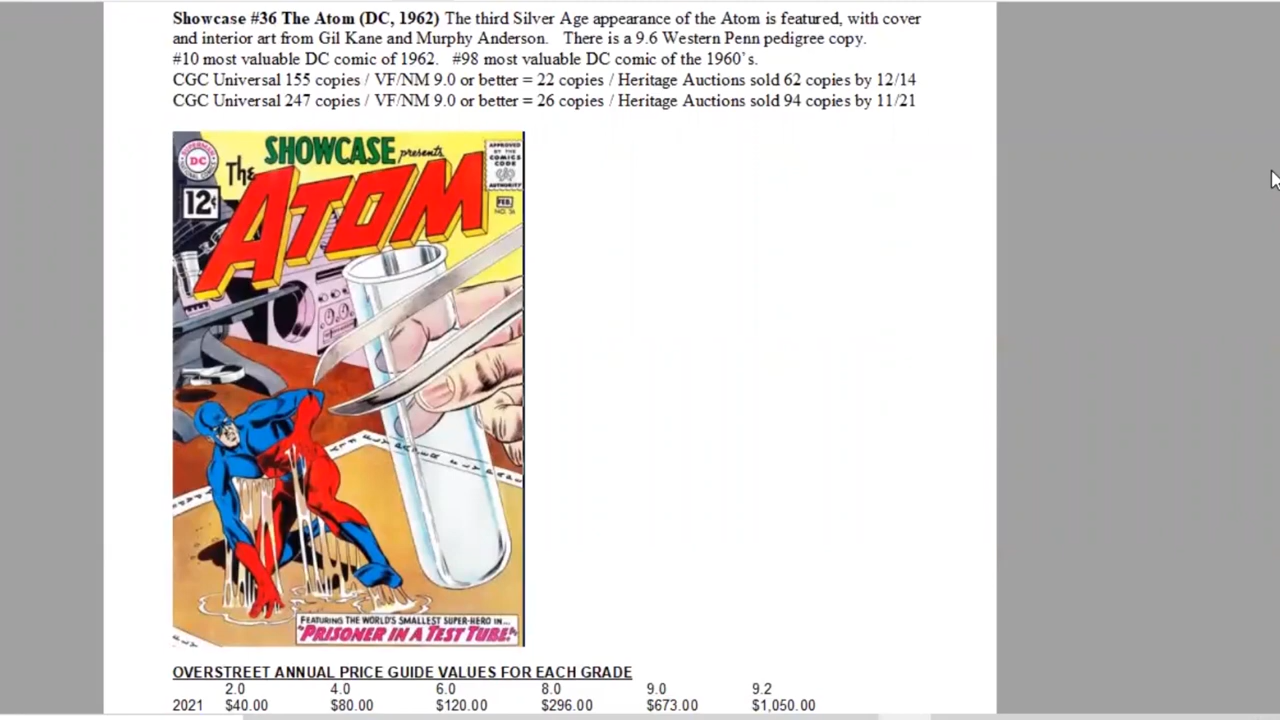 Showcase #36 The Atom (DC, 1962) The third Silver Age appearance of the Atom is featured, with cover
and interior art from Gil Kane and Murphy Anderson. There is a 9.6 Western Penn pedigree copy.
#10 most valuable DC comic of 1962. #98 most valuable DC comic of the 1960's.
CGC Universal 155 copies / VF/NM 9.0 or better = 22 copies / Heritage Auctions sold 62 copies by 12/14
CGC Universal 247 copies / VF/NM 9.0 or better = 26 copies / Heritage Auctions sold 94 copies by 11/21
SHOWCASE presents
The ATOM
DC
12¢
APPROVED
BY THE
COMICS
CODE
AUTHORITY
FEB.
NO. 36
FLY PAPER FLY PAPE
FEATURING THE WORLD'S SMALLEST SUPER-HERO IN...
"PRISONER IN A TEST TUBE!"
OVERSTREET ANNUAL PRICE GUIDE VALUES FOR EACH GRADE
2.0 4.0 6.0 8.0 9.0 9.2
2021 $40.00 $80.00 $120.00 $296.00 $673.00 $1,050.00